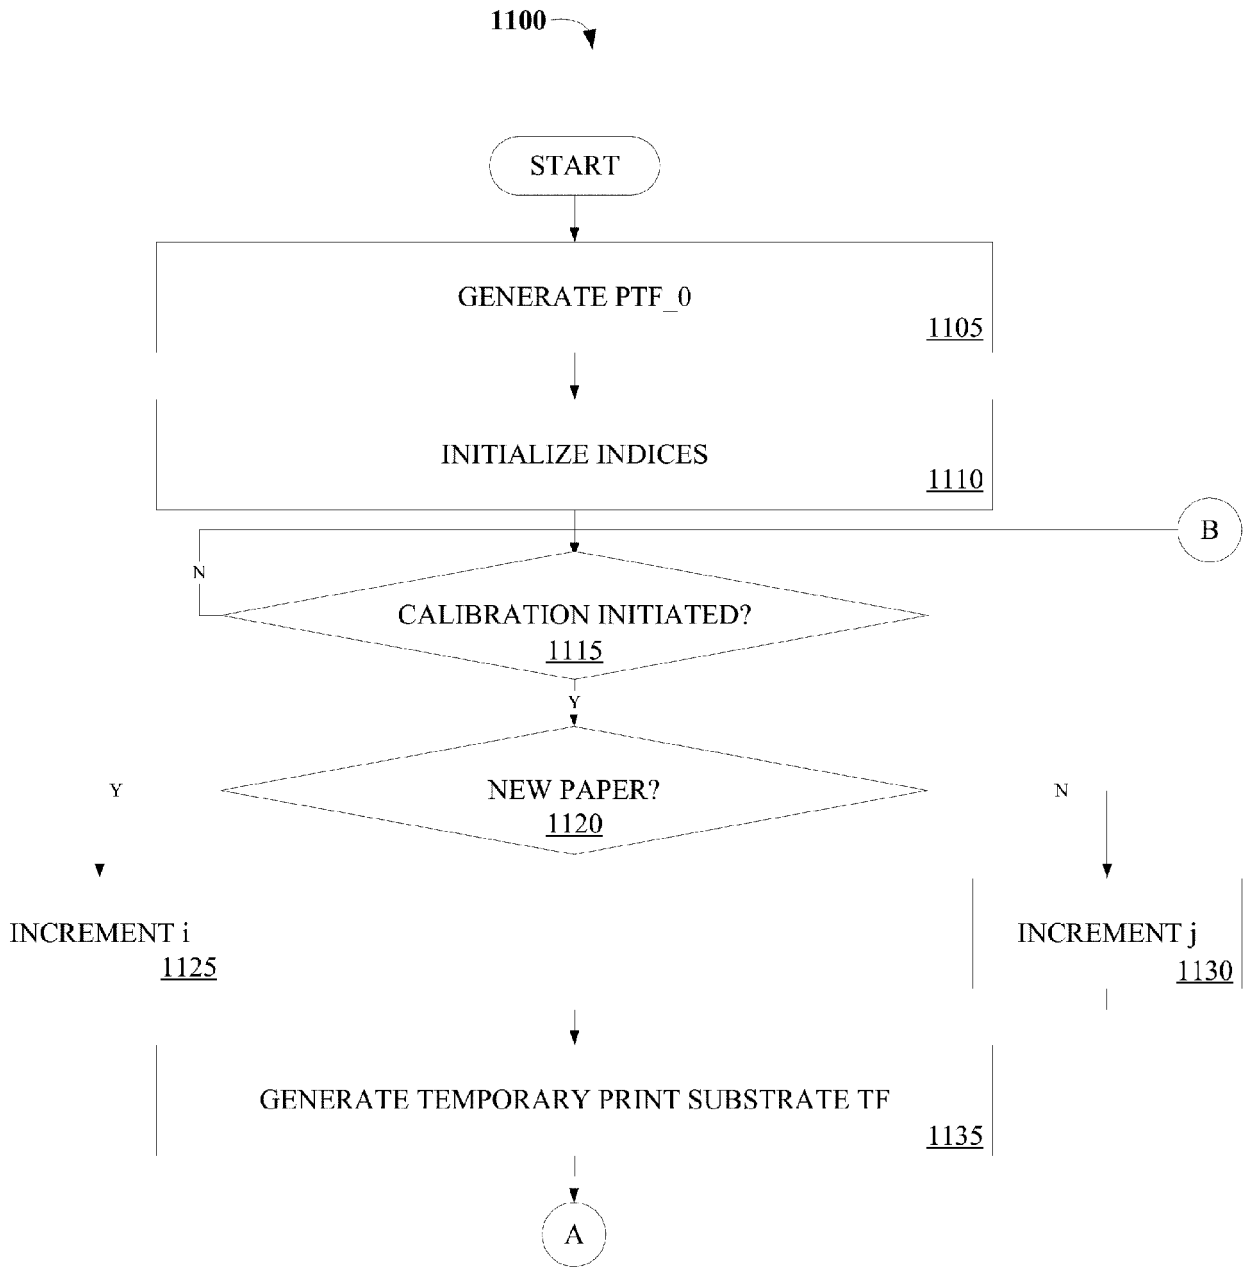 1100
START
GENERATE PTF_0
1105
INITIALIZE INDICES
1110
B
N
CALIBRATION INITIATED?
1115
Y
Y
NEW PAPER?
N
1120
INCREMENT i
1125
INCREMENT j
1130
GENERATE TEMPORARY PRINT SUBSTRATE TF
1135
A